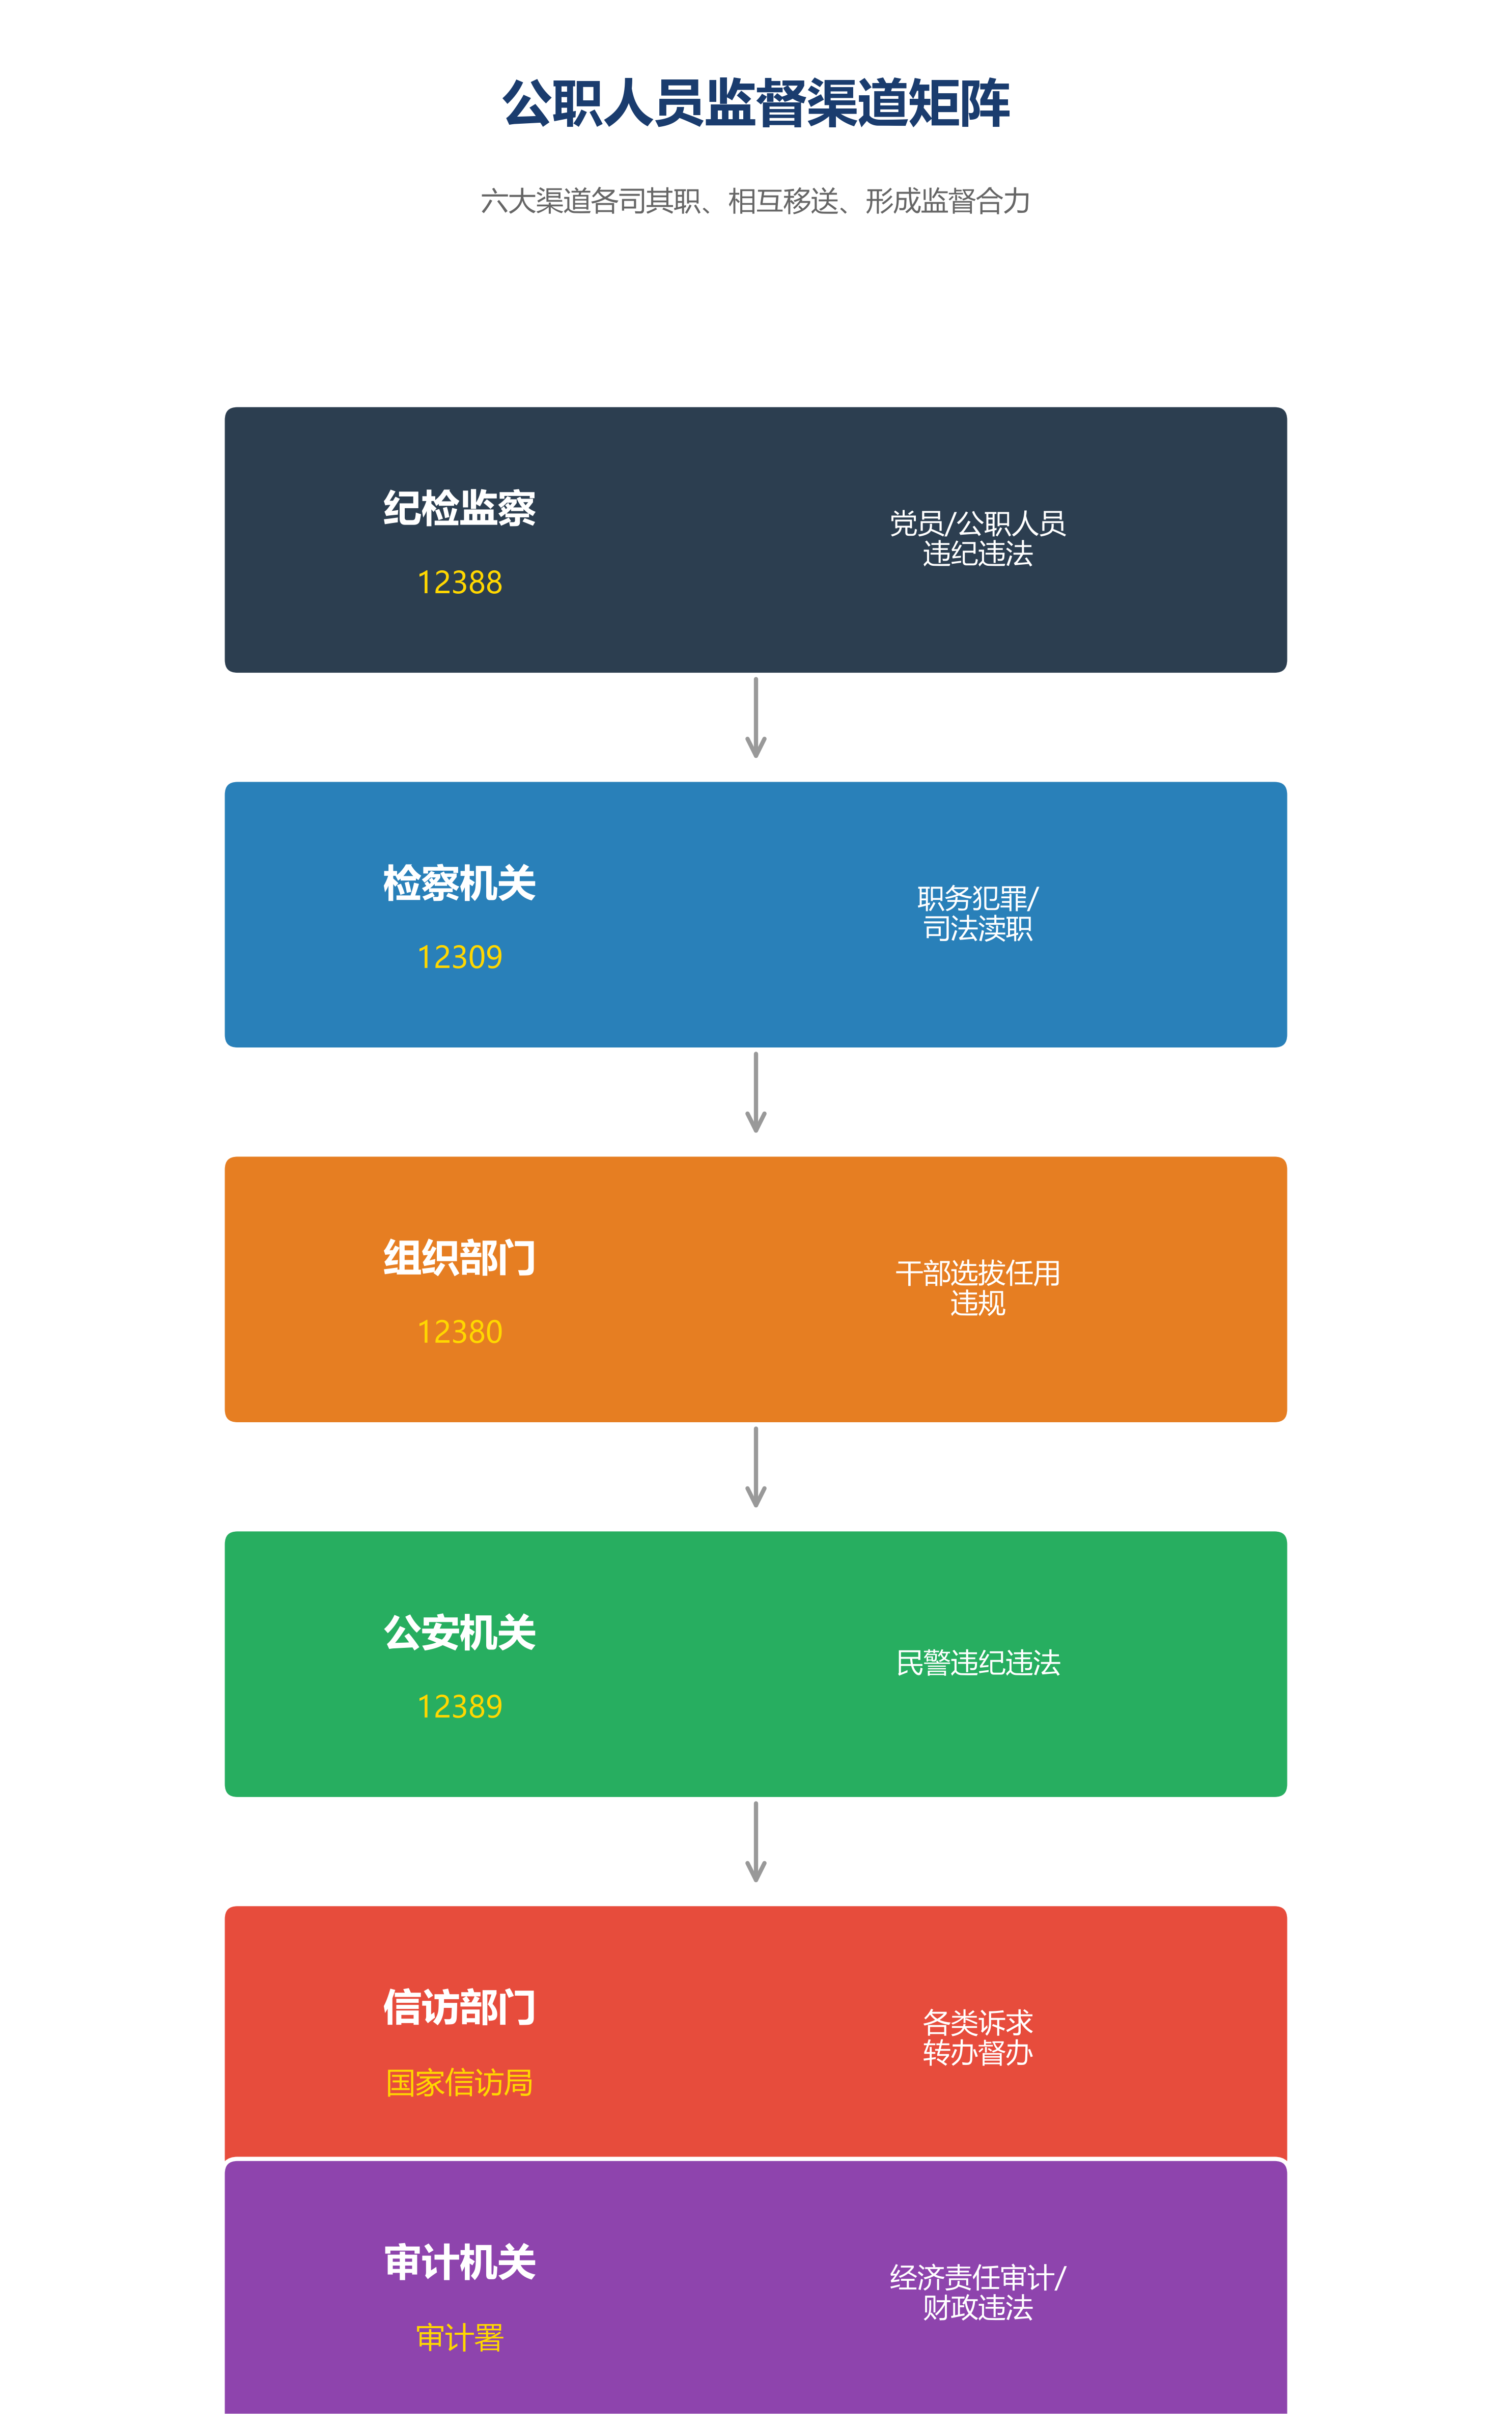 公职人员监督渠道矩阵
六大渠道各司其职、相互移送、形成监督合力
纪检监察
12388
党员/公职人员
违纪违法
检察机关
12309
职务犯罪/
司法渎职
组织部门
12380
干部选拔任用
违规
公安机关
12389
民警违纪违法
信访部门
国家信访局
各类诉求
转办督办
审计机关
审计署
经济责任审计/
财政违法